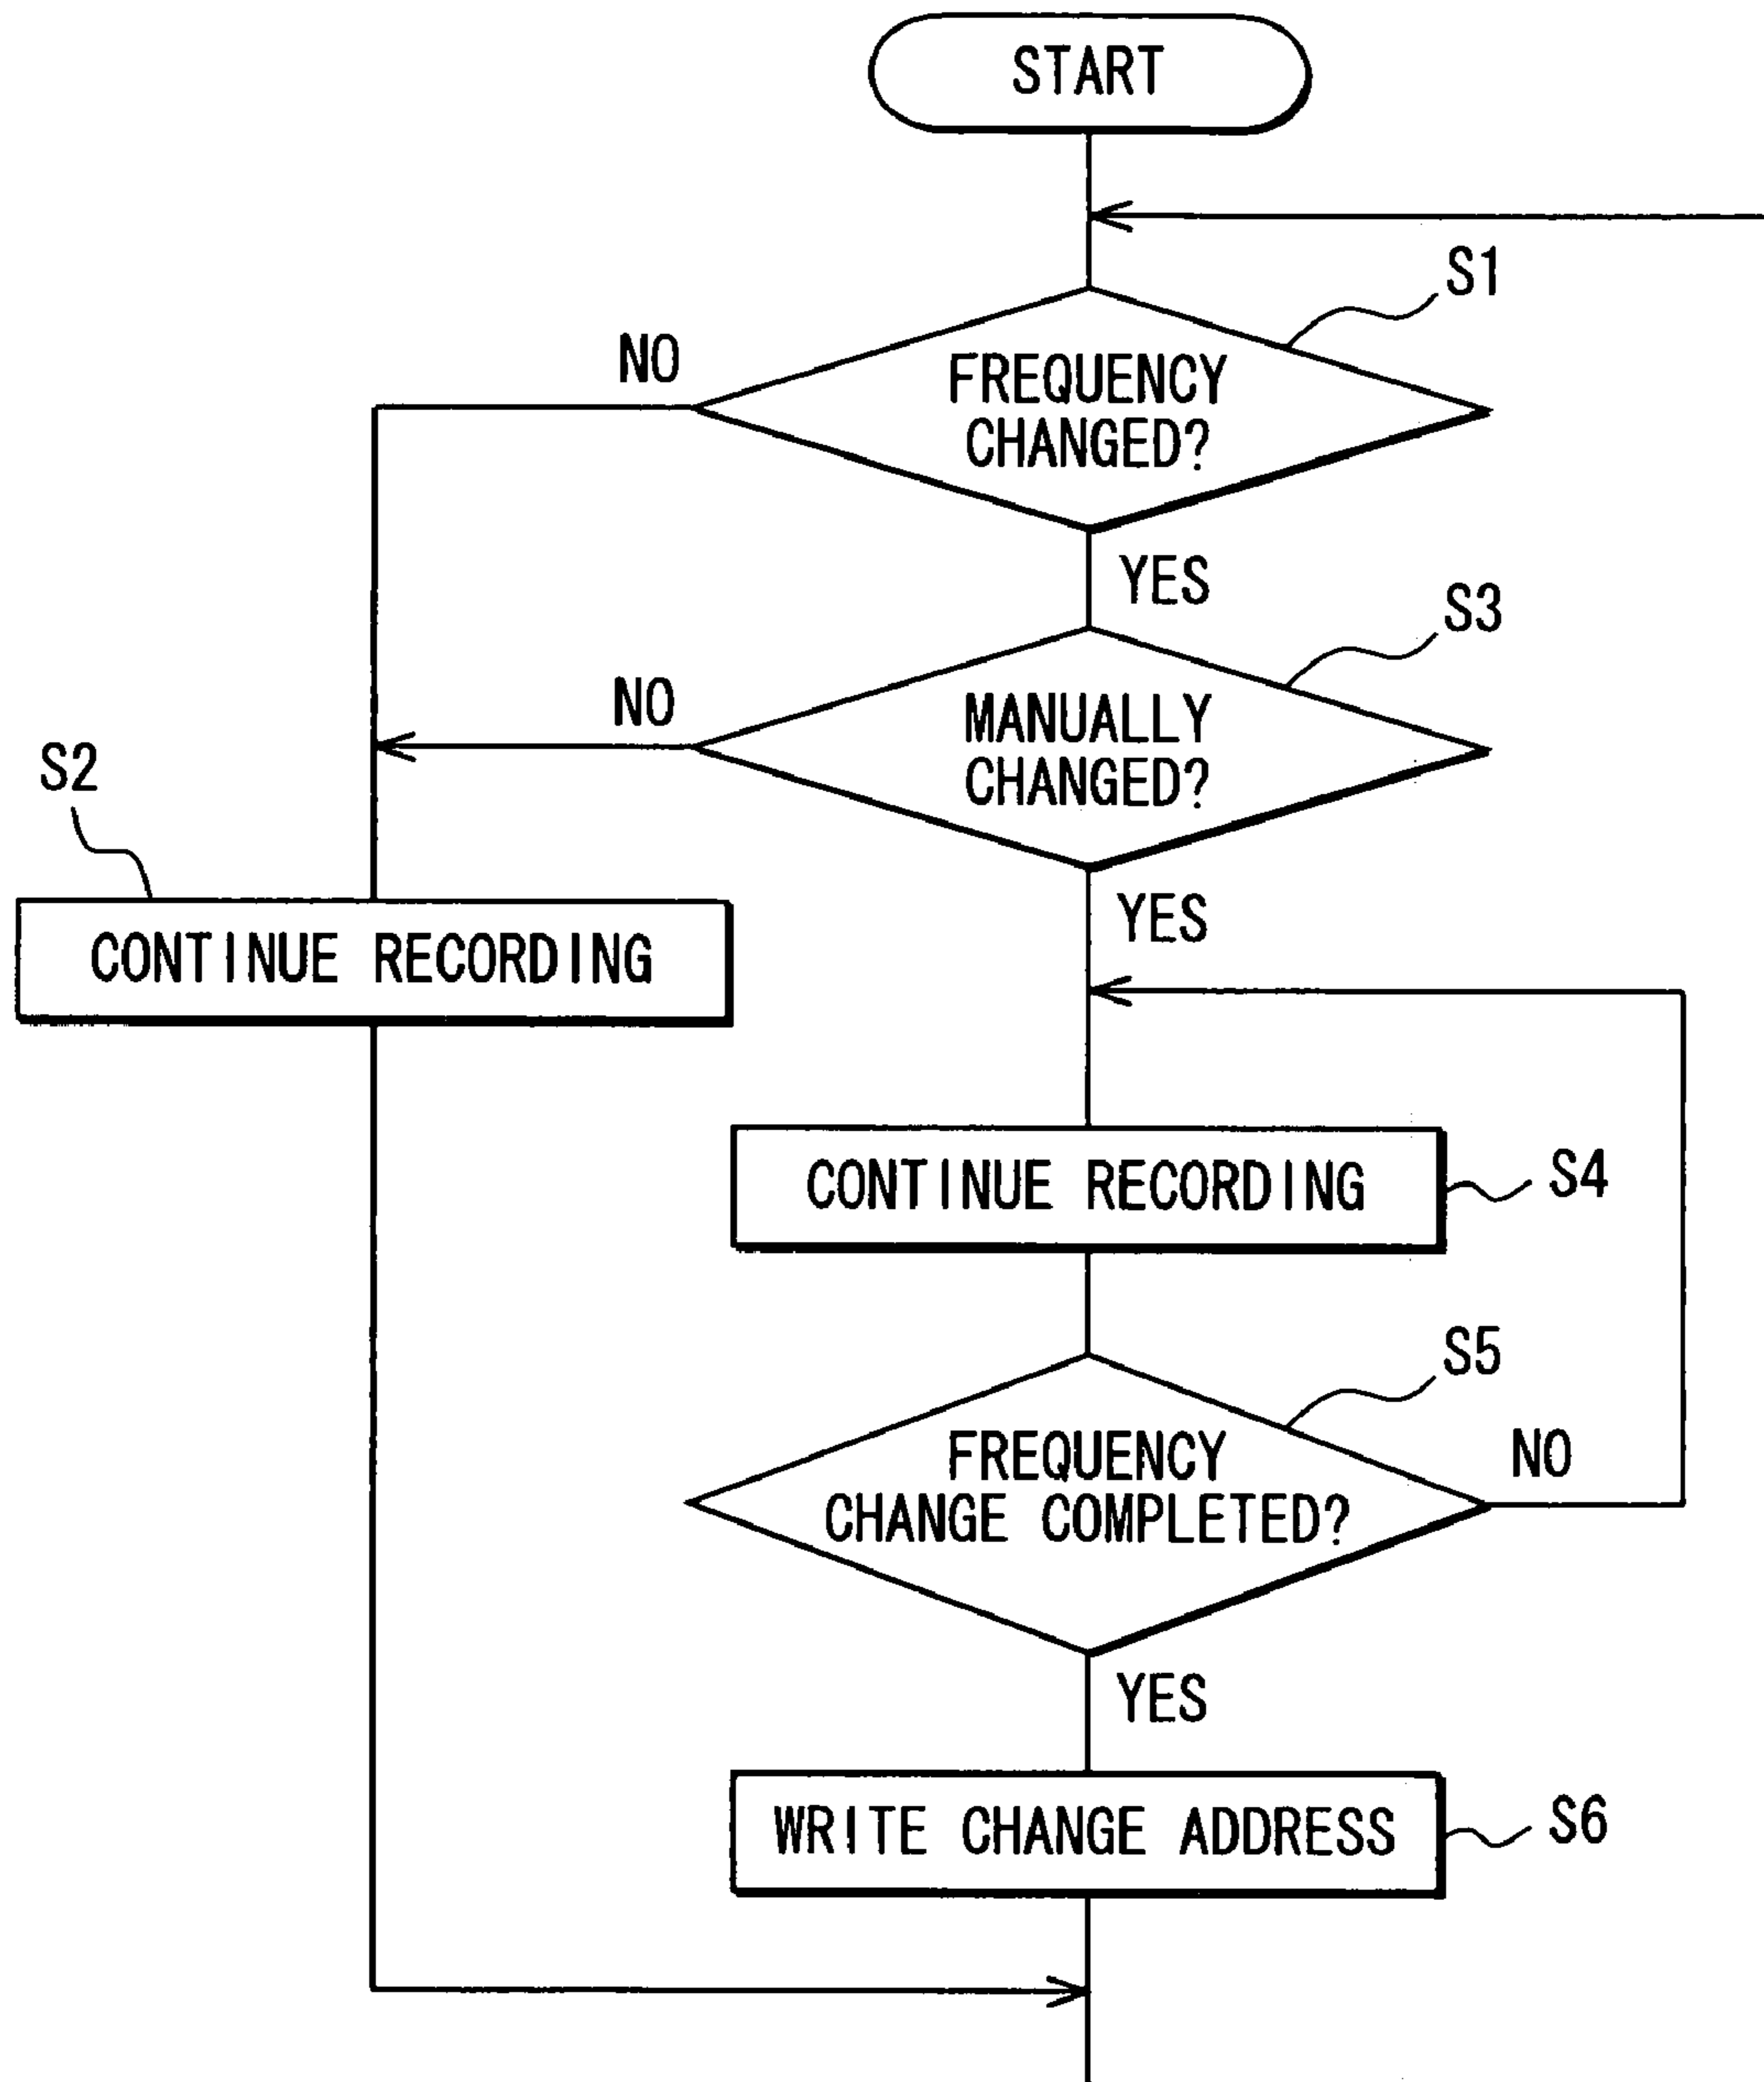 START
S1
NO
FREQUENCY
CHANGED?
YES
S3
NO
MANUALLY
CHANGED?
S2
YES
CONTINUE RECORDING
CONTINUE RECORDING
S4
S5
FREQUENCY
CHANGE COMPLETED?
NO
YES
WRITE CHANGE ADDRESS
S6